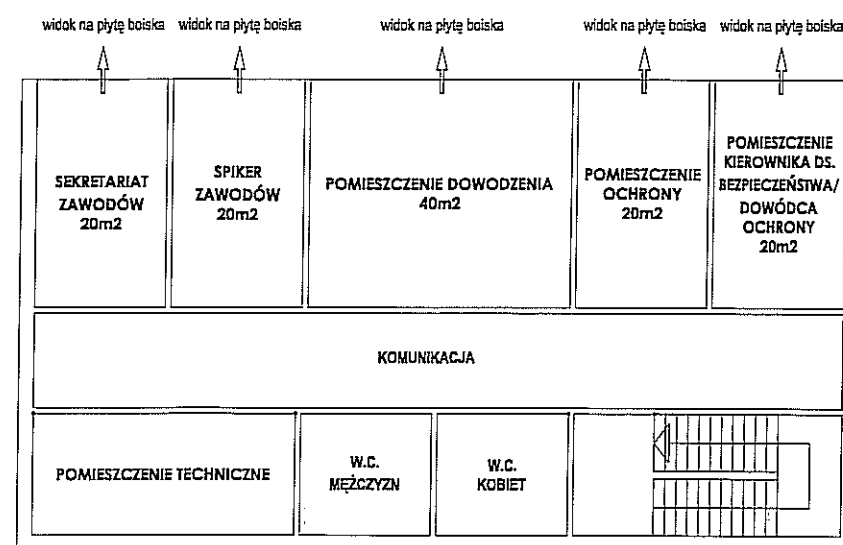 widok na płytę boiska widok na płytę boiska widok na płytę boiska widok na płytę boiska widok na płytę boiska
SEKRETARIAT
ZAWODÓW
20m2
SPIKER
ZAWODÓW
20m2
POMIESZCZENIE DOWODZENIA
40m2
POMIESZCZENIE
OCHRONY
20m2
POMIESZCZENIE
KIEROWNIKA DS.
BEZPIECZEŃSTWA/
DOWÓDCA
OCHRONY
20m2
KOMUNIKACJA
POMIESZCZENIE TECHNICZNE
W.C.
MĘŻCZYZN
W.C.
KOBIET